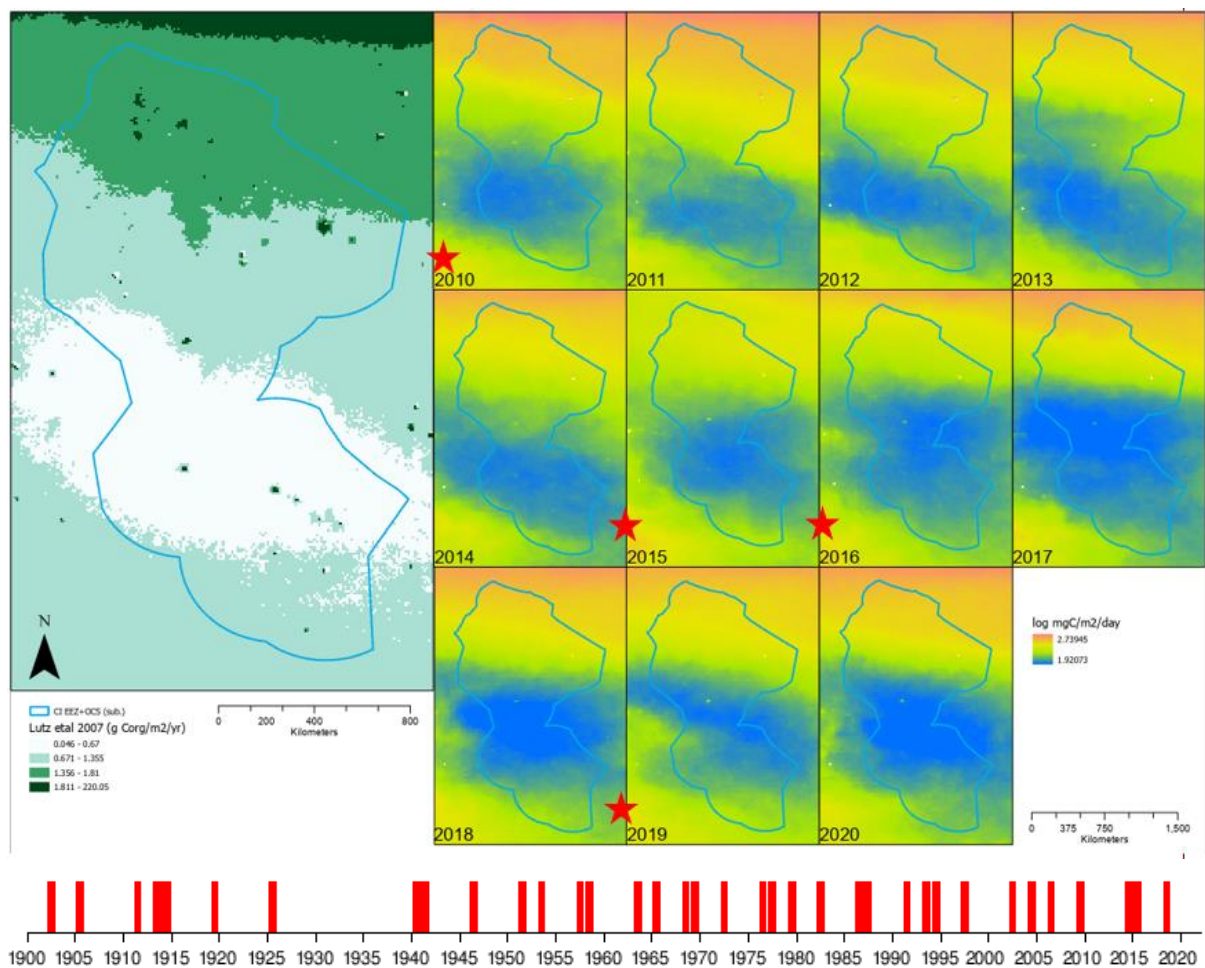 2010 2011 2012 2013
2014 2015 2016 2017
N
CI EEZ+OCS (sub.)
Lutz etal 2007 (g Corg/m2/yr)
0.046 - 0.67
0.671 - 1.355
1.356 - 1.81
1.811 - 220.05
0 200 400 800
Kilometers
log mgC/m2/day
2.73945
1.92073
2018 2019 2020
0 375 750 1,500
Kilometers
1900 1905 1910 1915 1920 1925 1930 1935 1940 1945 1950 1955 1960 1965 1970 1975 1980 1985 1990 1995 2000 2005 2010 2015 2020